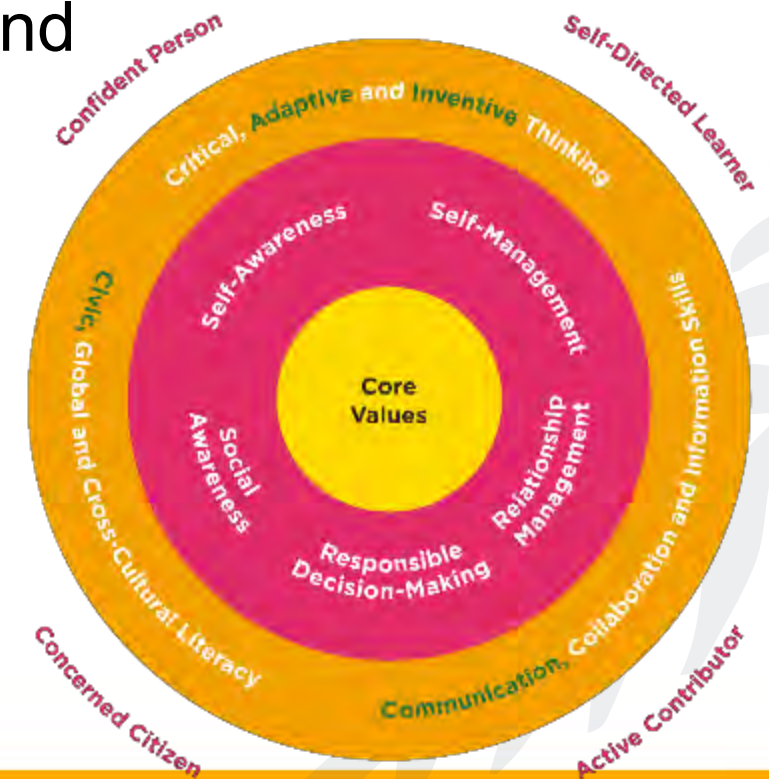 nd
Confident Person
Self-Directed Learner
Critical, Adaptive and Inventive Thinking
Self-Awareness
Self-Management
Civic, Global and Cross-Cultural Literacy
Communication, Collaboration and Information Skills
Core
Values
Social
Awareness
Relationship
Management
Responsible
Decision-Making
Concerned Citizen
Active Contributor